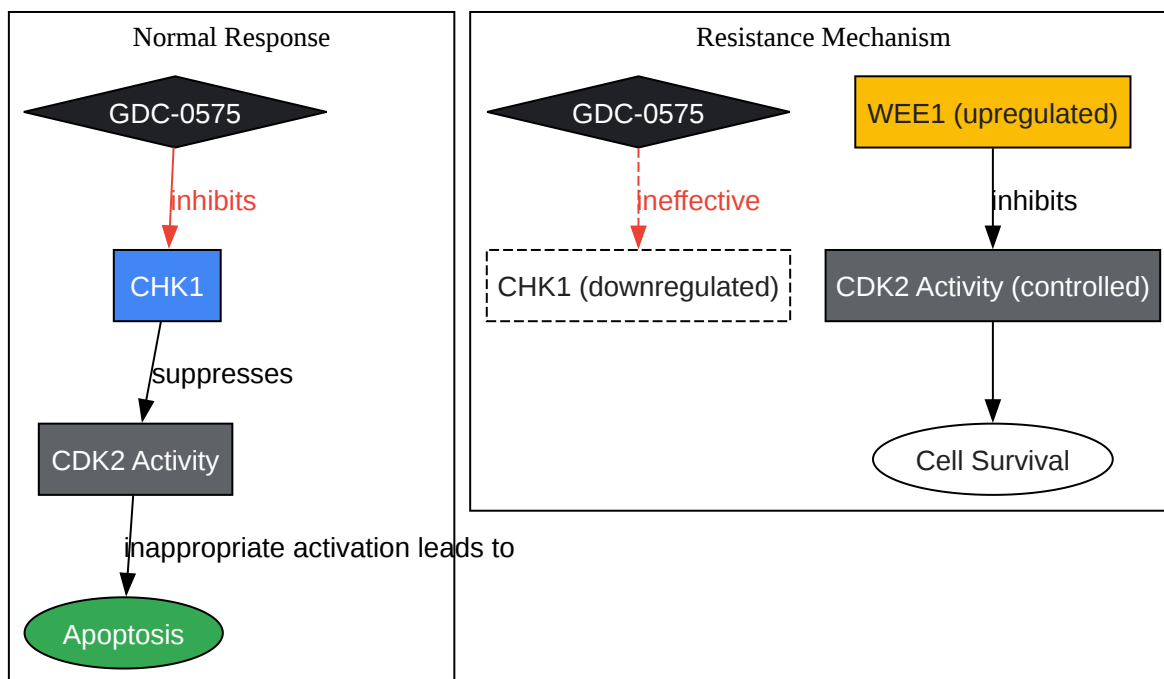 Normal Response
GDC-0575
inhibits
CHK1
suppresses
CDK2 Activity
inappropriate activation leads to
Apoptosis
Resistance Mechanism
GDC-0575
ineffective
CHK1 (downregulated)
WEE1 (upregulated)
inhibits
CDK2 Activity (controlled)
Cell Survival